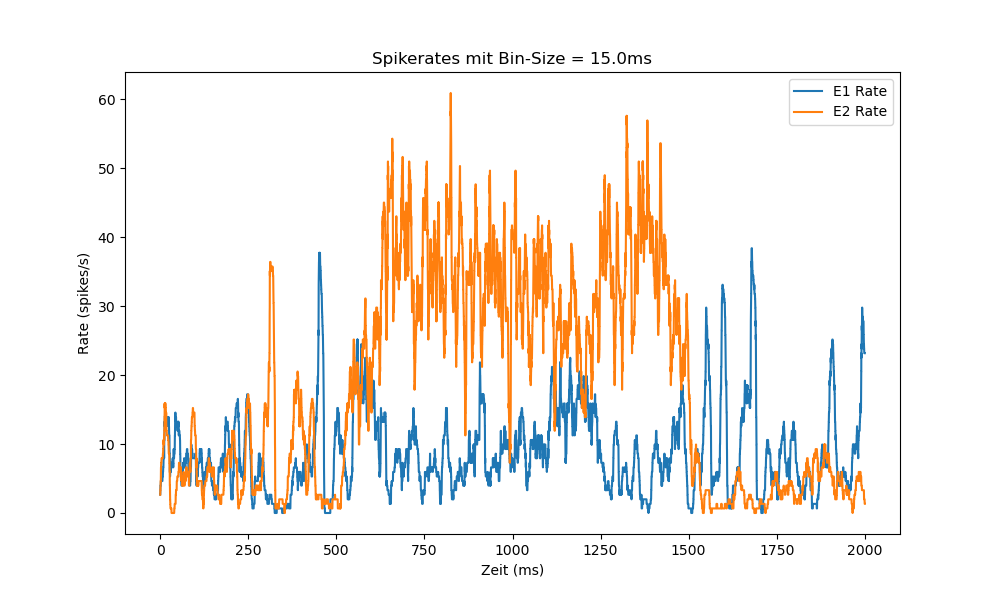 Spikerates mit Bin-Size = 15.0ms
E1 Rate
E2 Rate
60
50
40
30
20
10
0
Rate (spikes/s)
0 250 500 750 1000 1250 1500 1750 2000
Zeit (ms)